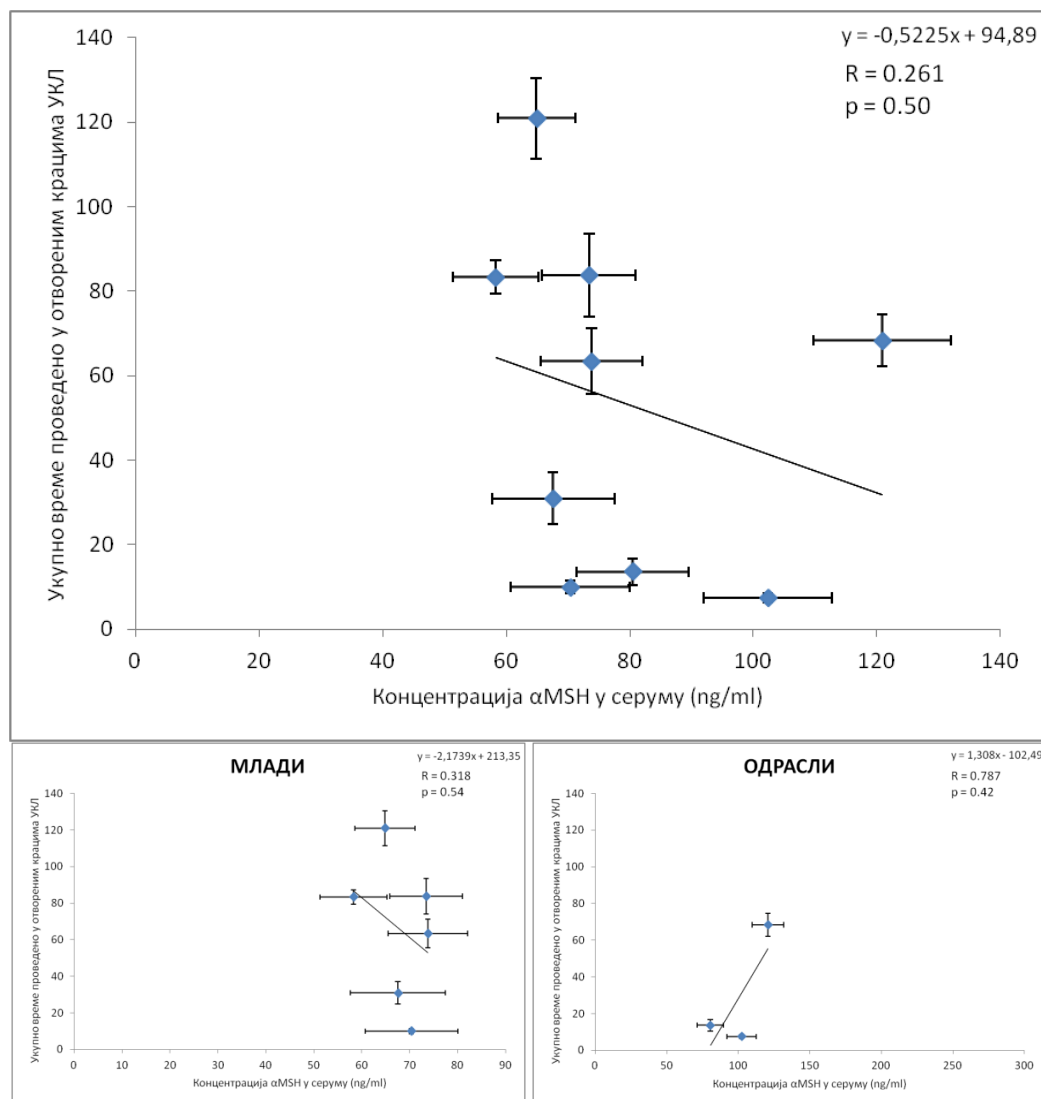 y = -0,5225x + 94,89
R = 0.261
p = 0.50
Укупно време проведено у отвореним крацима УКЛ
140
120
100
80
60
40
20
0
0 20 40 60 80 100 120 140
Концентрација αMSH у серуму (ng/ml)
МЛАДИ
y = -2,1739x + 213,35
R = 0.318
p = 0.54
Укупно време проведено у отвореним крацима УКЛ
140
120
100
80
60
40
20
0
0 10 20 30 40 50 60 70 80 90
Концентрација αMSH у серуму (ng/ml)
ОДРАСЛИ
y = 1,308x - 102,49
R = 0.787
p = 0.42
Укупно време проведено у отвореним крацима УКЛ
140
120
100
80
60
40
20
0
0 50 100 150 200 250 300
Концентрација αMSH у серуму (ng/ml)